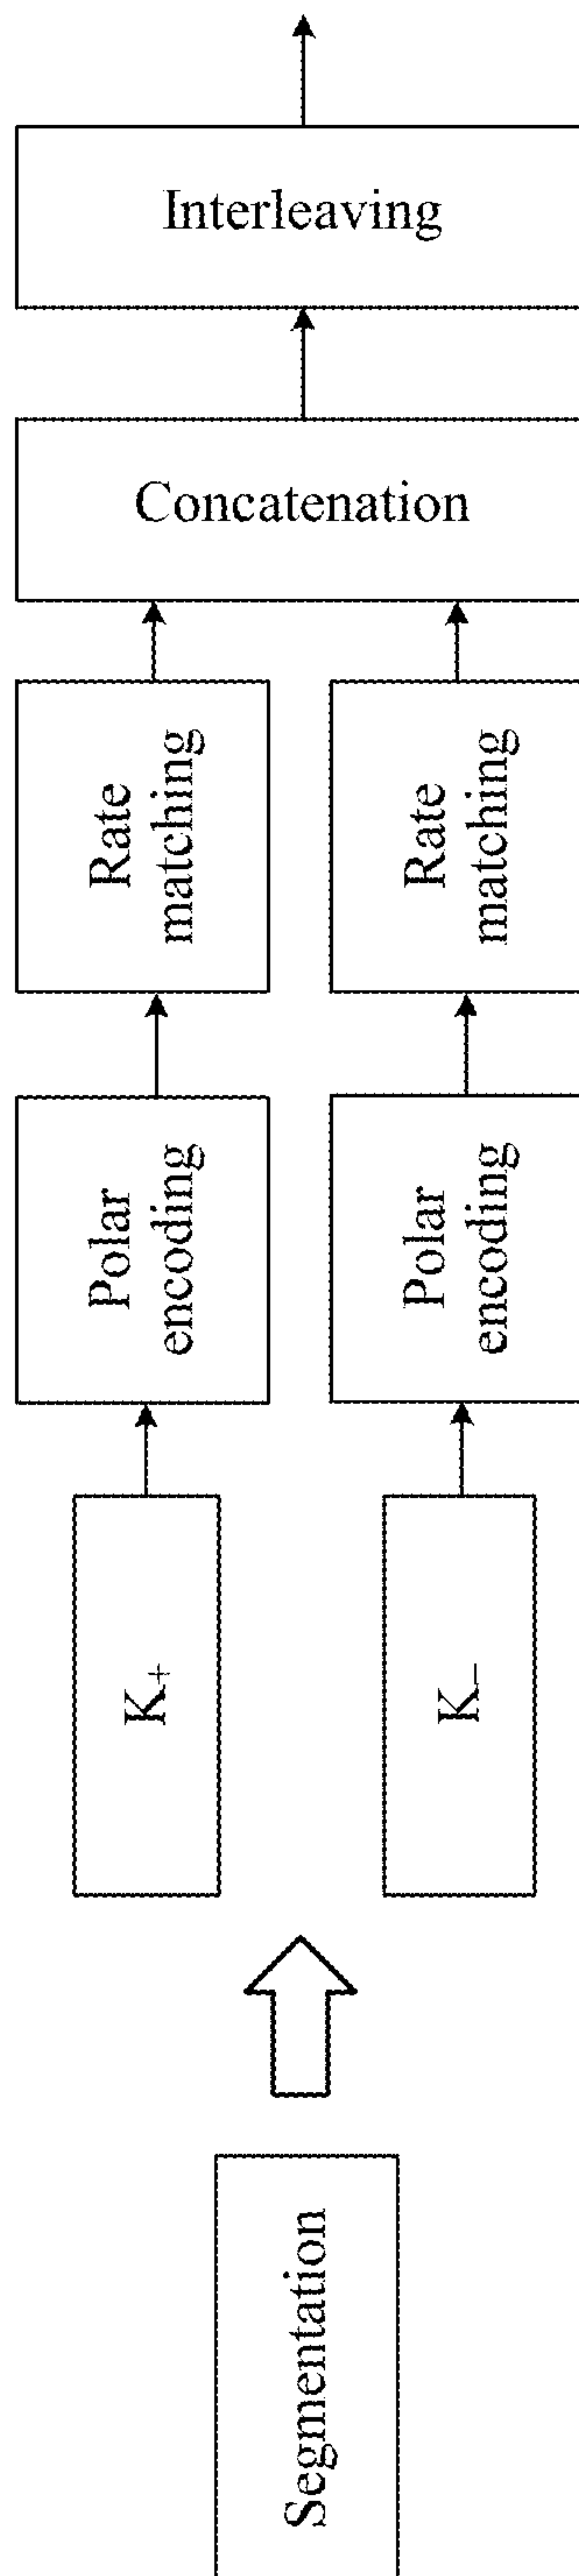 Interleaving
Concatenation
Rate
matching
Rate
matching
Polar
encoding
Polar
encoding
K+
K−
Segmentation